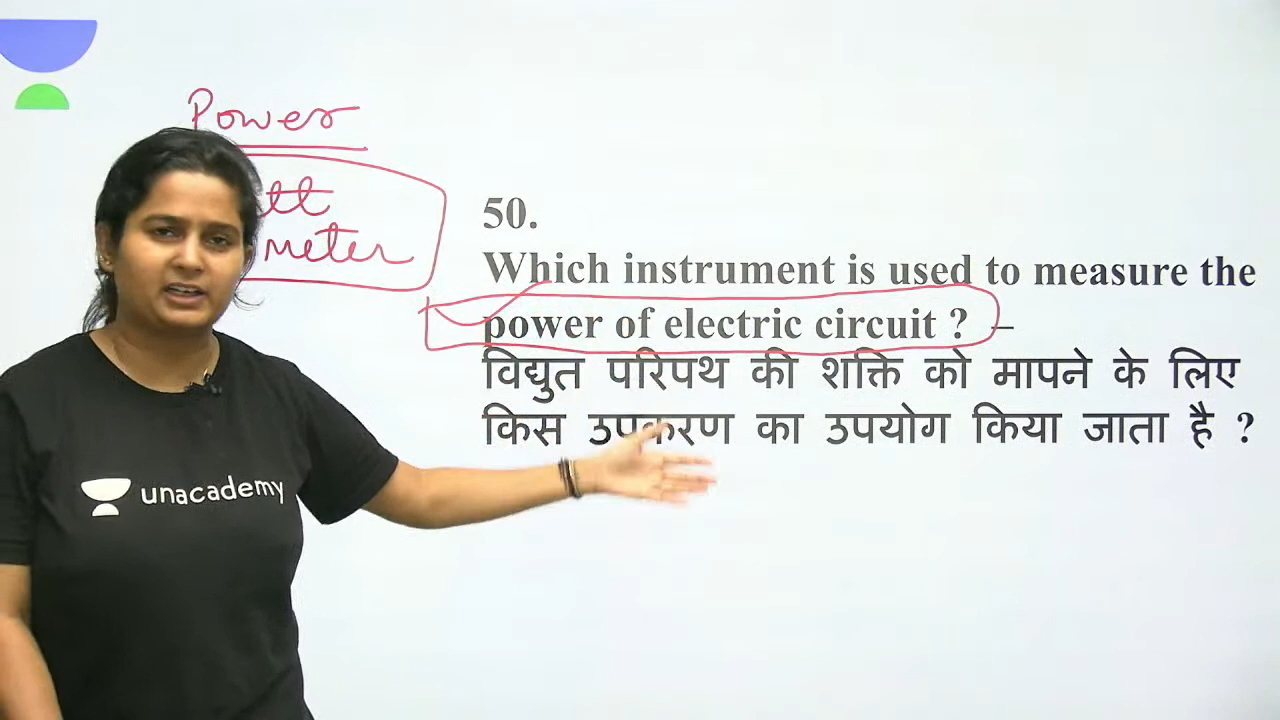 Power
meter
50.
Which instrument is used to measure the
power of electric circuit ? –
विद्युत परिपथ की शक्ति को मापने के लिए
किस उपकरण का उपयोग किया जाता है ?
unacademy